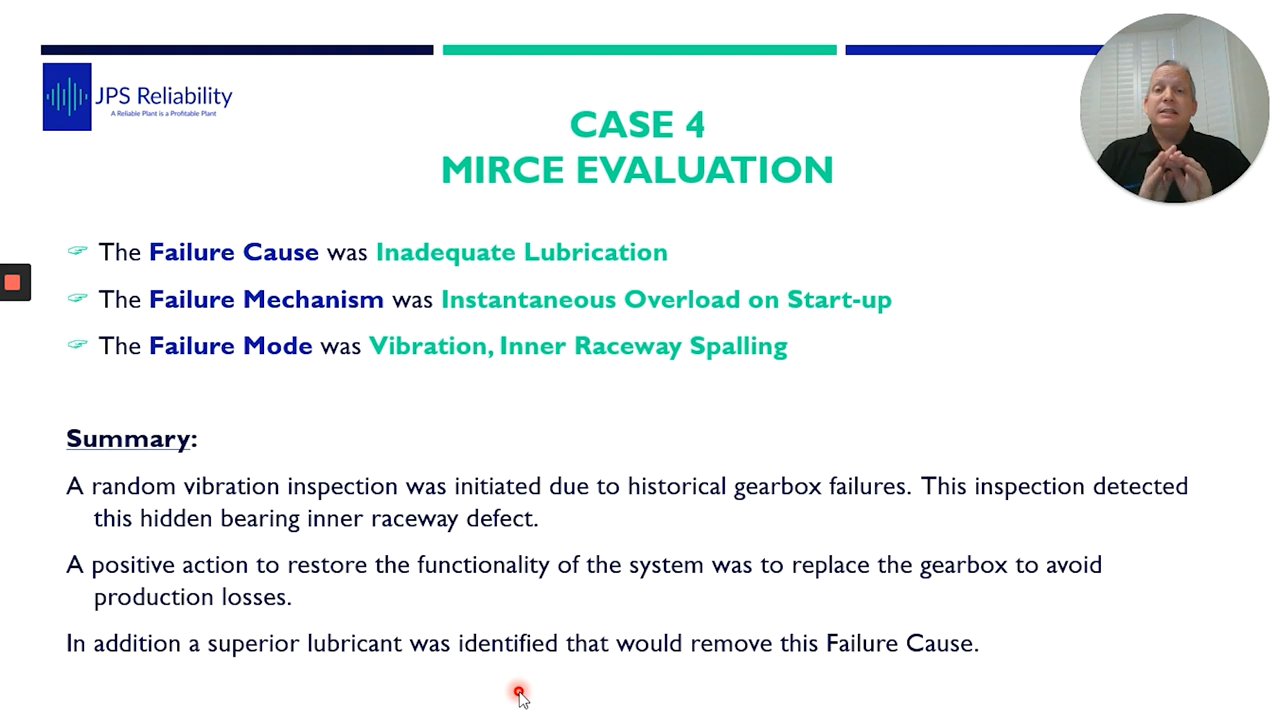 JPS Reliability
A Reliable Plant is a Profitable Plant
CASE 4
MIRCE EVALUATION
The Failure Cause was Inadequate Lubrication
The Failure Mechanism was Instantaneous Overload on Start-up
The Failure Mode was Vibration, Inner Raceway Spalling
Summary:
A random vibration inspection was initiated due to historical gearbox failures. This inspection detected
this hidden bearing inner raceway defect.
A positive action to restore the functionality of the system was to replace the gearbox to avoid
production losses.
In addition a superior lubricant was identified that would remove this Failure Cause.